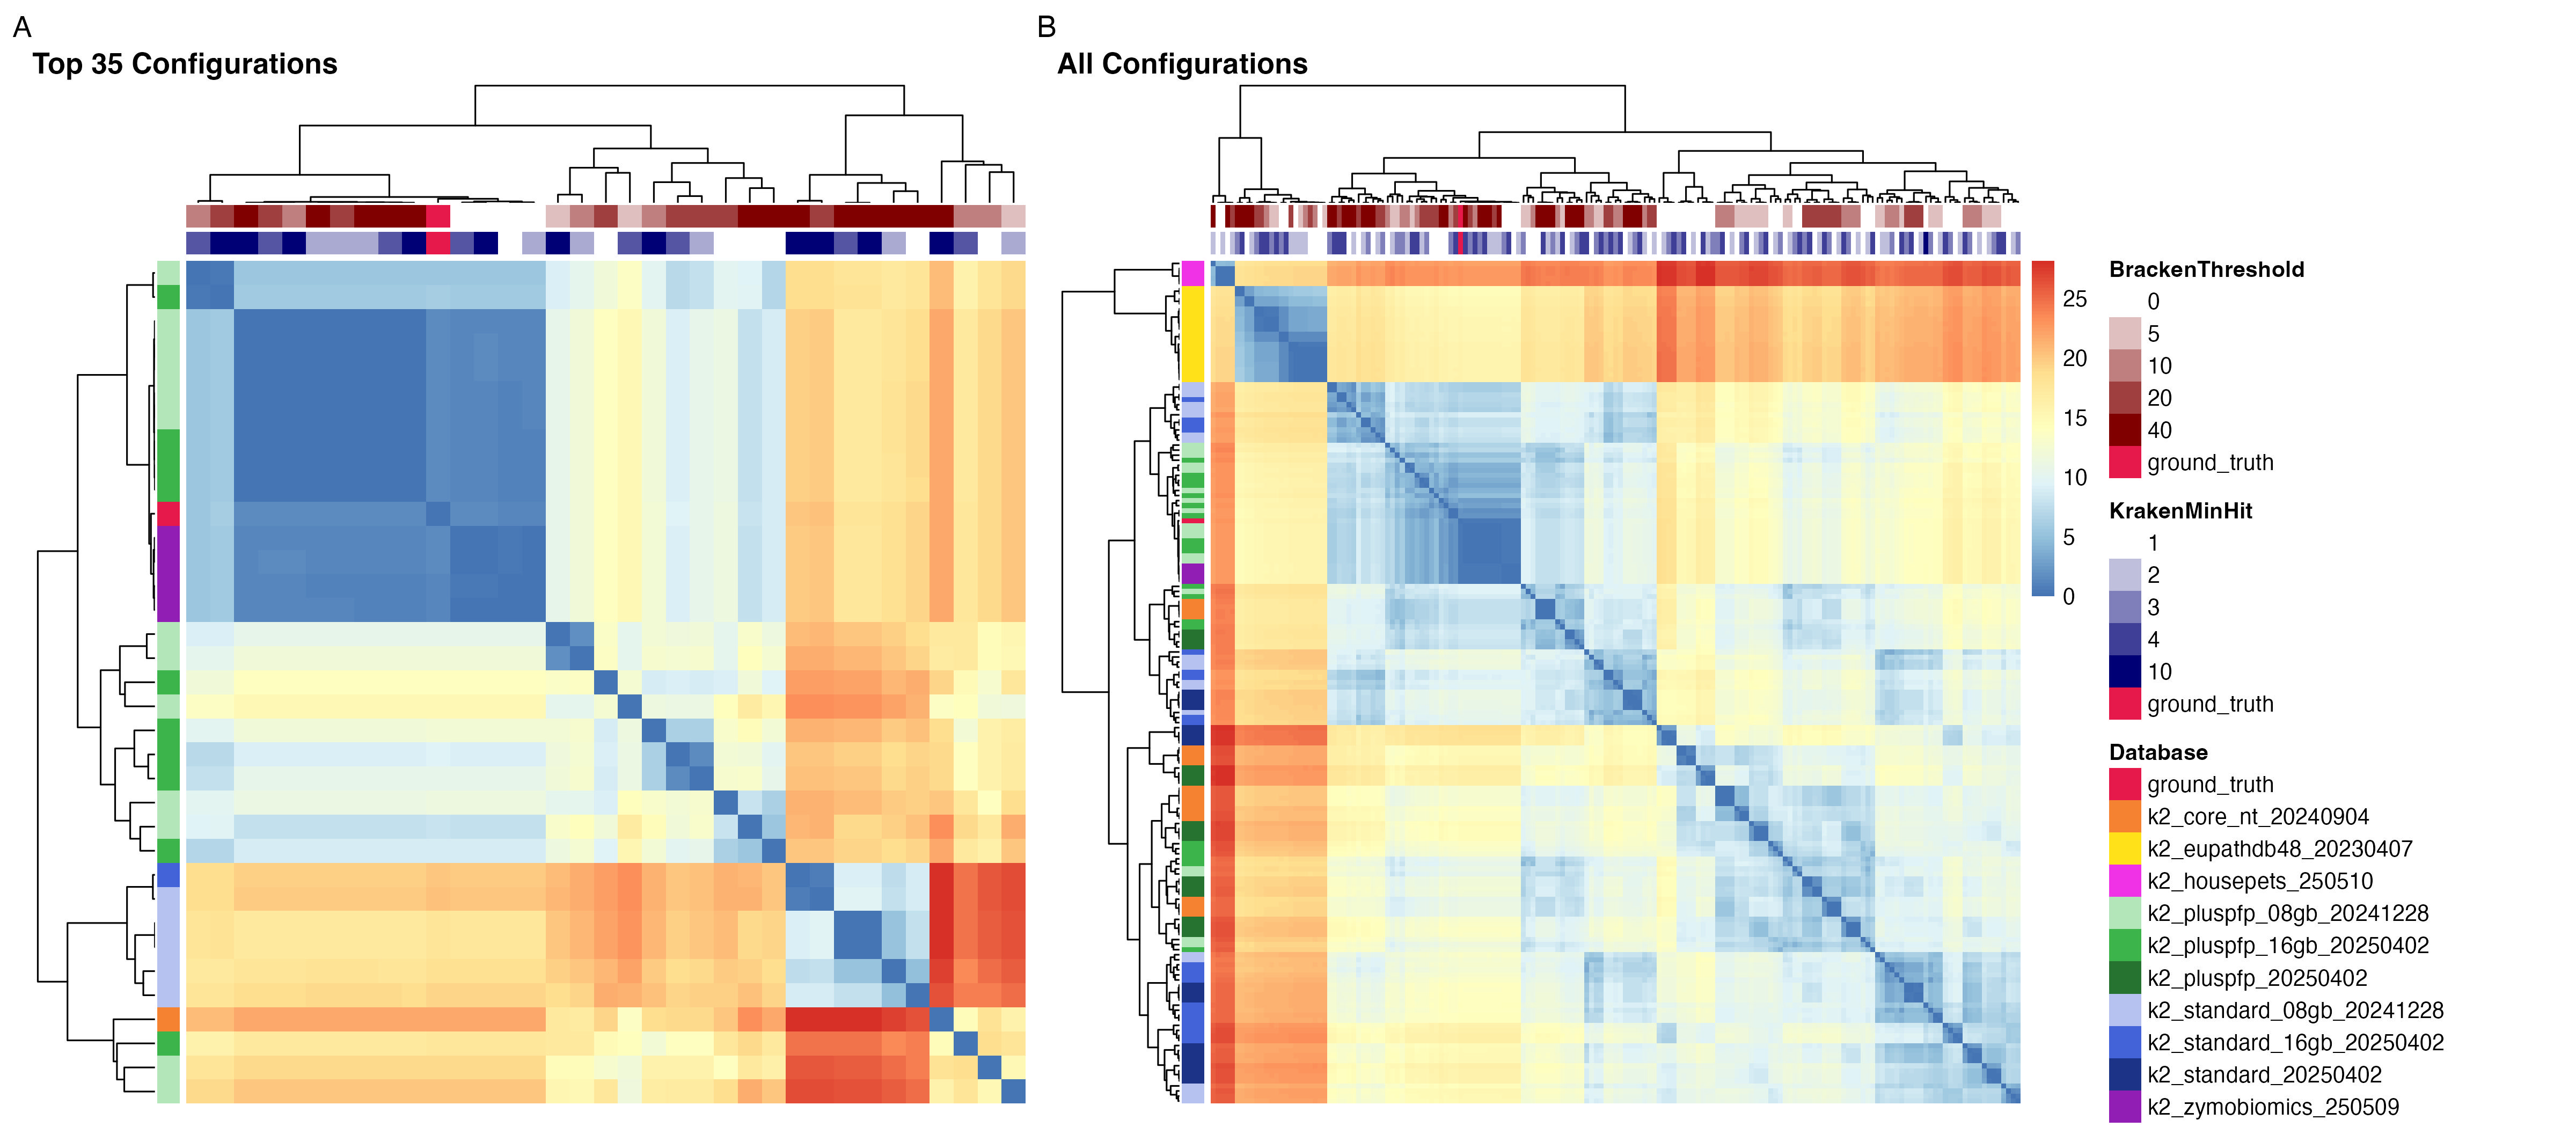 A
Top 35 Configurations
B
All Configurations
25
20
15
10
5
0
BrackenThreshold
0
5
10
20
40
ground_truth
KrakenMinHit
1
2
3
4
10
ground_truth
Database
ground_truth
k2_core_nt_20240904
k2_eupathdb48_20230407
k2_housepets_250510
k2_pluspfp_08gb_20241228
k2_pluspfp_16gb_20250402
k2_pluspfp_20250402
k2_standard_08gb_20241228
k2_standard_16gb_20250402
k2_standard_20250402
k2_zymobiomics_250509